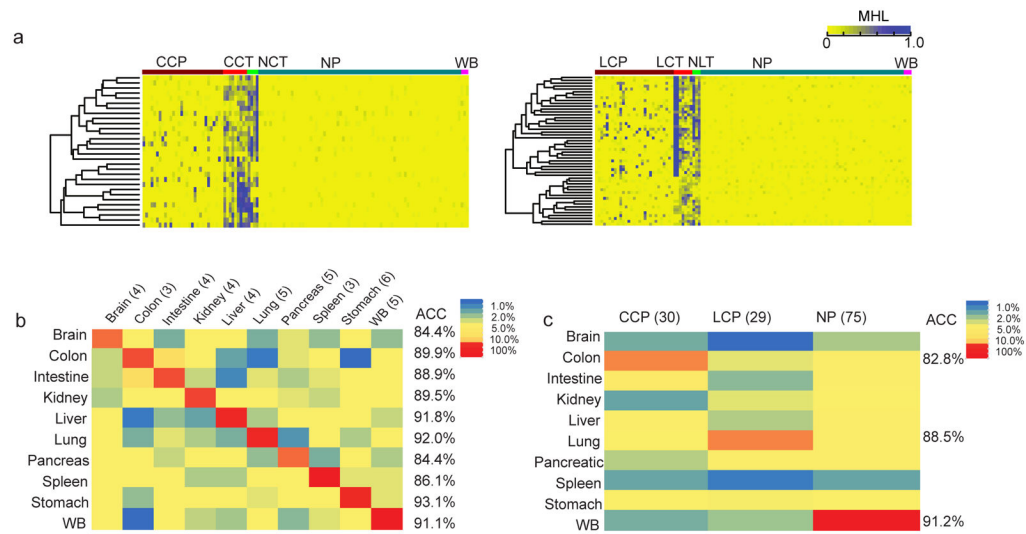 a
MHL
0 1.0
CCP CCT NCT NP WB
LCP LCT NLT NP WB
b
Brain (4) Colon (3) Intestine (4) Kidney (4) Liver (4) Lung (5) Pancreas (5) Spleen (3) Stomach (6) WB (5)
ACC
1.0%
2.0%
5.0%
10.0%
100%
Brain 84.4%
Colon 89.9%
Intestine 88.9%
Kidney 89.5%
Liver 91.8%
Lung 92.0%
Pancreas 84.4%
Spleen 86.1%
Stomach 93.1%
WB 91.1%
c
CCP (30) LCP (29) NP (75) ACC
1.0%
2.0%
5.0%
10.0%
100%
Brain
Colon 82.8%
Intestine
Kidney
Liver
Lung 88.5%
Pancreatic
Spleen
Stomach
WB 91.2%